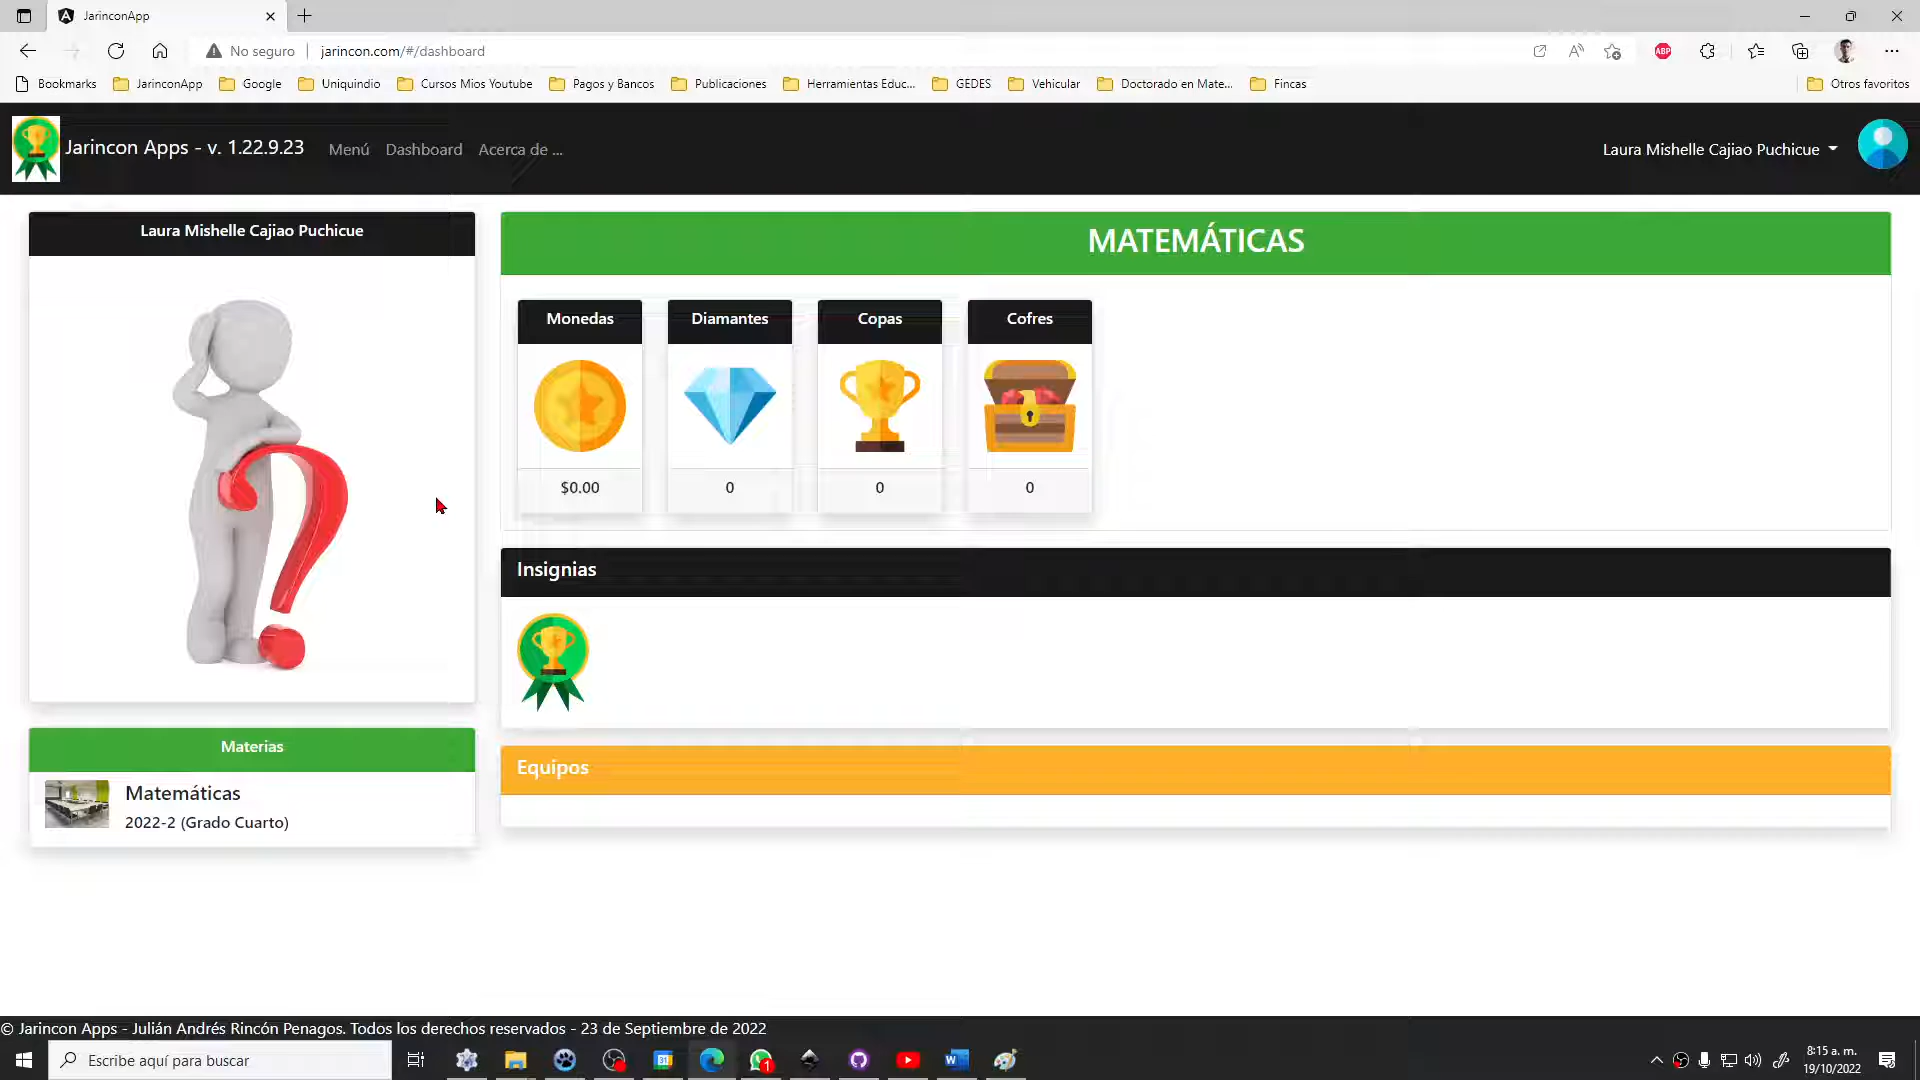 JarinconApp
No seguro
jarincon.com/#/dashboard
ABP
Bookmarks
JarinconApp
Google
Uniquindio
Cursos Mios Youtube
Pagos y Bancos
Publicaciones
Herramientas Educ...
GEDES
Vehicular
Doctorado en Mate...
Fincas
Otros favoritos
Jarincon Apps - v. 1.22.9.23
Menú
Dashboard
Acerca de ...
Laura Mishelle Cajiao Puchicue
Laura Mishelle Cajiao Puchicue
MATEMÁTICAS
Monedas
Diamantes
Copas
Cofres
$0.00
0
0
0
Insignias
Equipos
Materias
Matemáticas
2022-2 (Grado Cuarto)
© Jarincon Apps - Julián Andrés Rincón Penagos. Todos los derechos reservados - 23 de Septiembre de 2022
Escribe aquí para buscar
31
1
W
8:15 a. m.
19/10/2022